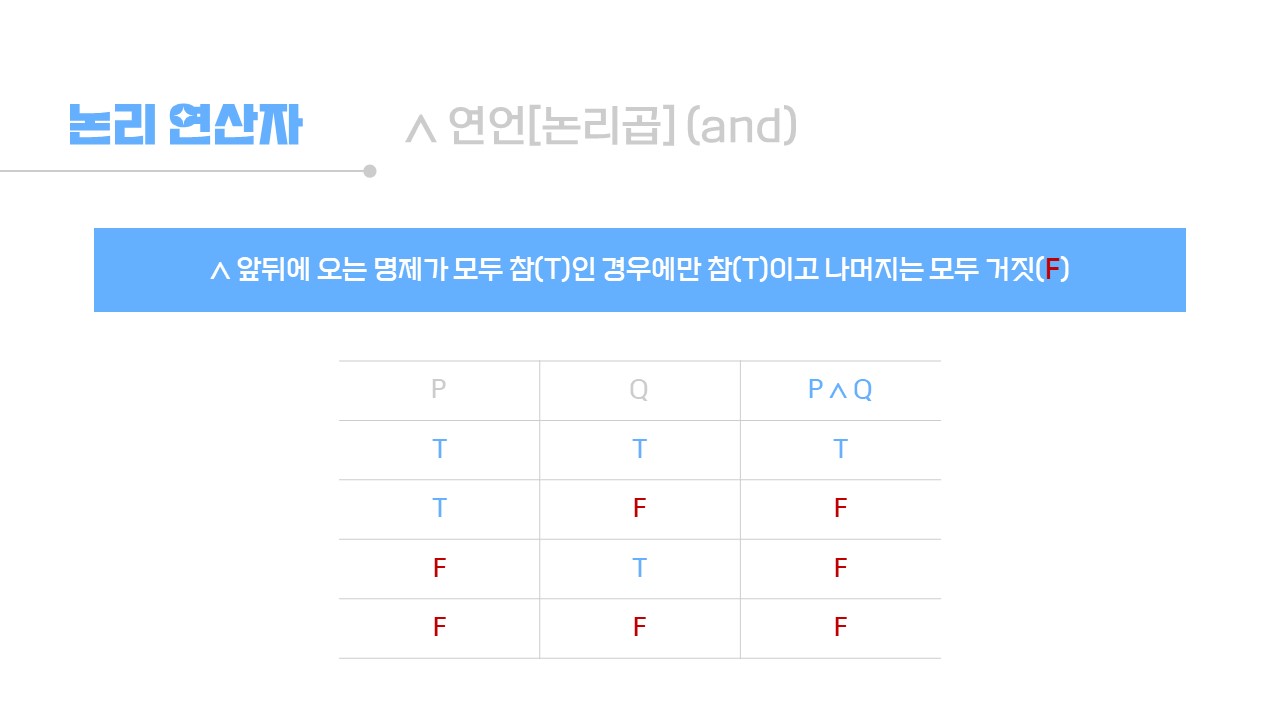 논리 연산자
∧ 연언[논리곱] (and)
∧ 앞뒤에 오는 명제가 모두 참(T)인 경우에만 참(T)이고 나머지는 모두 거짓(F)
P Q P ∧ Q
T T T
T F F
F T F
F F F